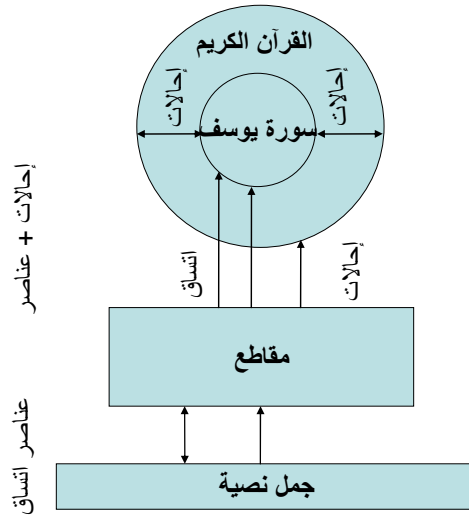 القرآن الكريم
إحالات
إحالات
سورة يوسف
إحالات + عناصر
اتساق
إحالات
مقاطع
عناصر اتساق
جمل نصية